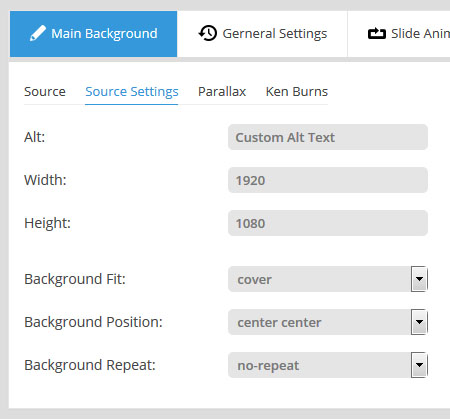 Main Background Gerneral Settings Slide Anim
Source Source Settings Parallax Ken Burns
Alt: Custom Alt Text
Width: 1920
Height: 1080
Background Fit: cover
Background Position: center center
Background Repeat: no-repeat